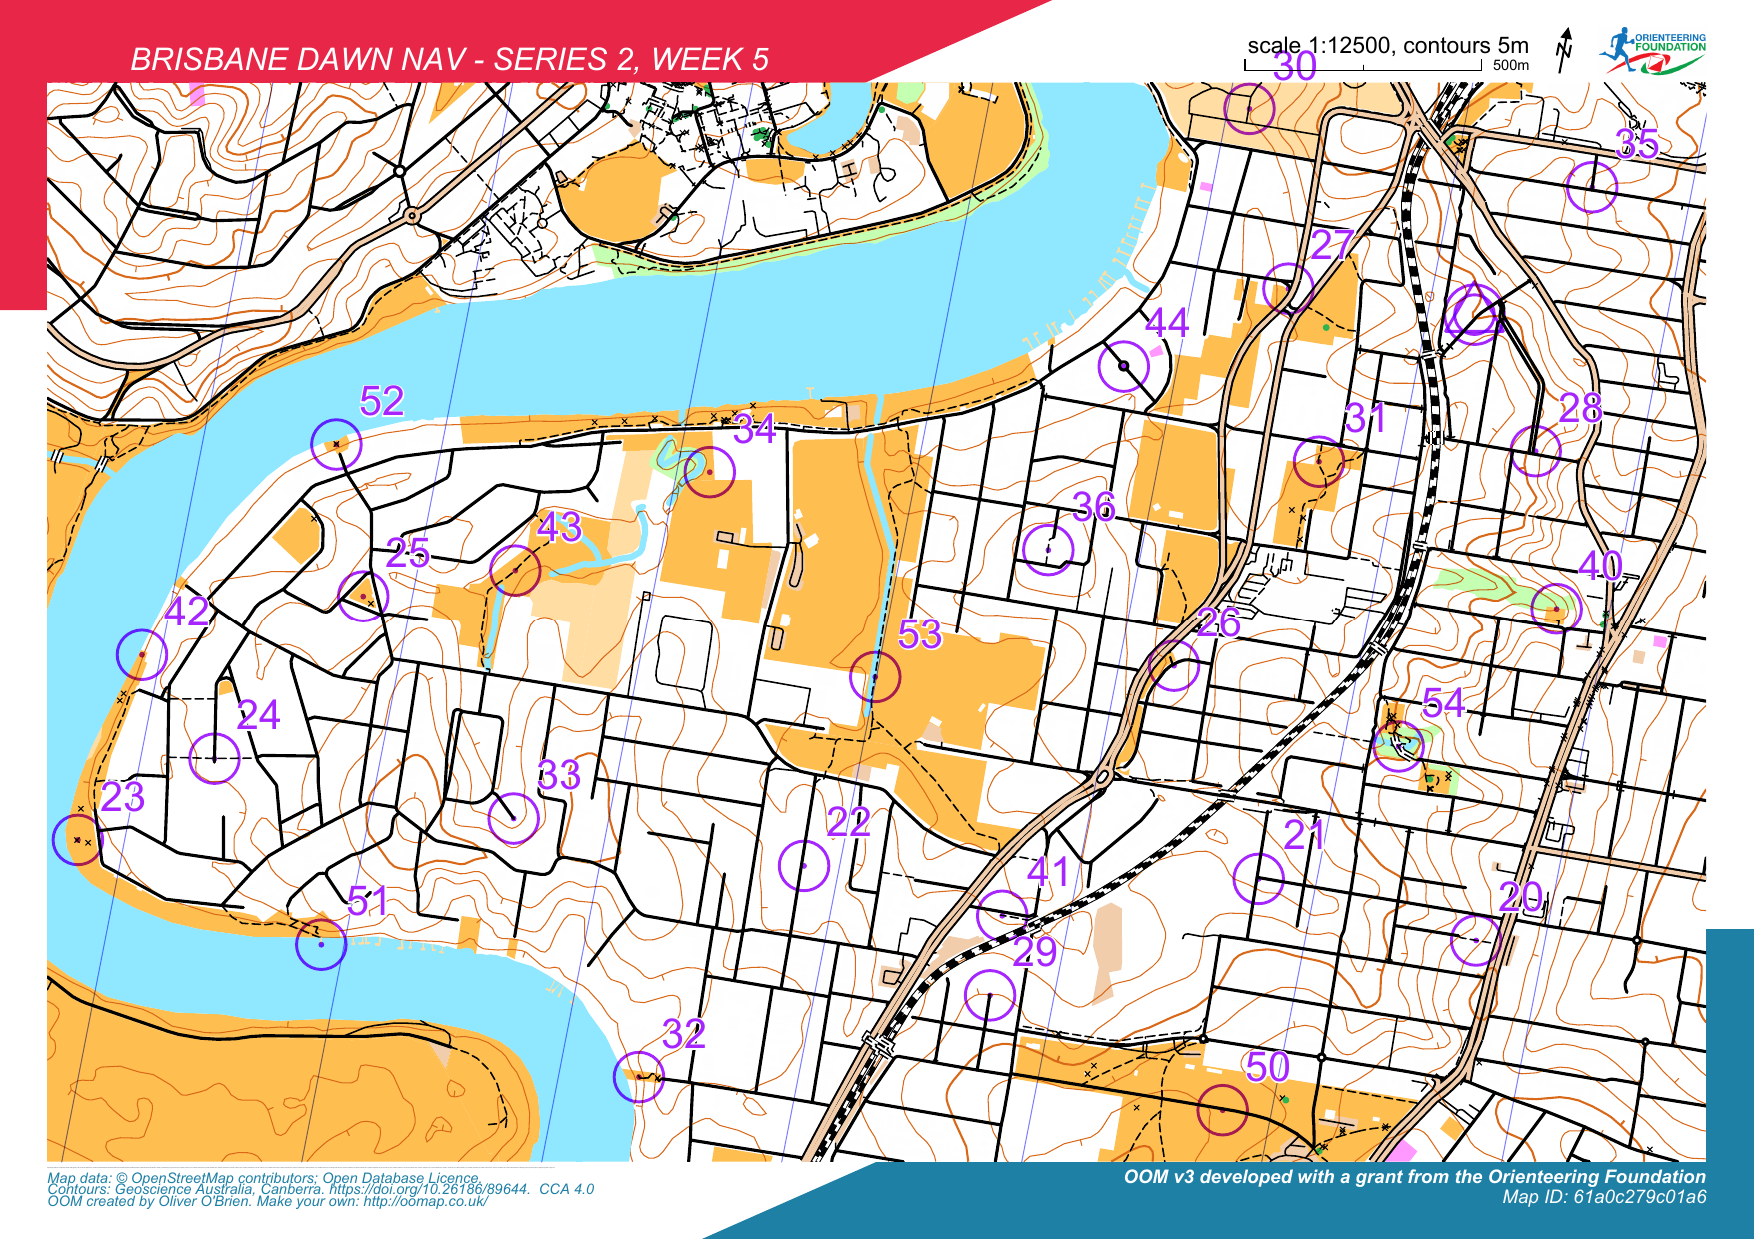 BRISBANE DAWN NAV - SERIES 2, WEEK 5
scale 1:12500, contours 5m
500m
N
ORIENTEERING
FOUNDATION
30
35
27
44
52
34
31
28
36
43
25
40
42
26
53
54
24
33
23
22
21
41
51
20
29
32
50
Map data: © OpenStreetMap contributors; Open Database Licence.
Contours: Geoscience Australia, Canberra. https://doi.org/10.26186/89644. CCA 4.0
OOM created by Oliver O'Brien. Make your own: http://oomap.co.uk/
OOM v3 developed with a grant from the Orienteering Foundation
Map ID: 61a0c279c01a6